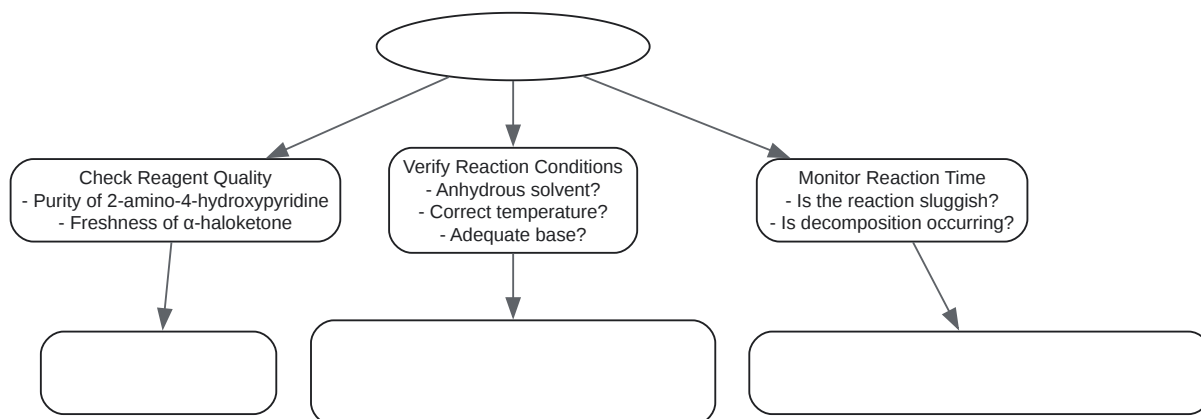 Check Reagent Quality
- Purity of 2-amino-4-hydroxypyridine
- Freshness of α-haloketone
Verify Reaction Conditions
- Anhydrous solvent?
- Correct temperature?
- Adequate base?
Monitor Reaction Time
- Is the reaction sluggish?
- Is decomposition occurring?